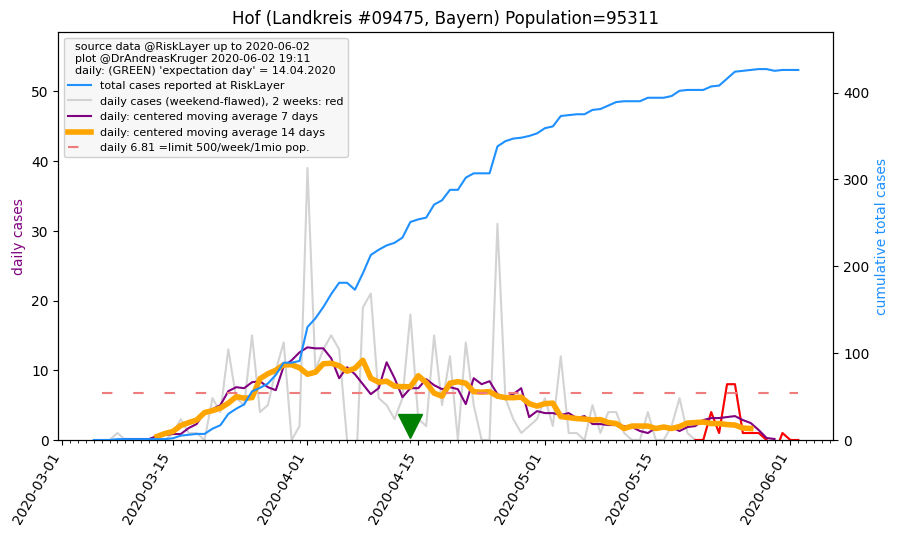 Hof (Landkreis #09475, Bayern) Population=95311
source data @RiskLayer up to 2020-06-02
plot @DrAndreasKruger 2020-06-02 19:11
daily: (GREEN) 'expectation day' = 14.04.2020
total cases reported at RiskLayer
daily cases (weekend-flawed), 2 weeks: red
daily: centered moving average 7 days
daily: centered moving average 14 days
daily 6.81 =limit 500/week/1mio pop.
daily cases
50
40
30
20
10
0
cumulative total cases
400
300
200
100
0
2020-03-01
2020-03-15
2020-04-01
2020-04-15
2020-05-01
2020-05-15
2020-06-01